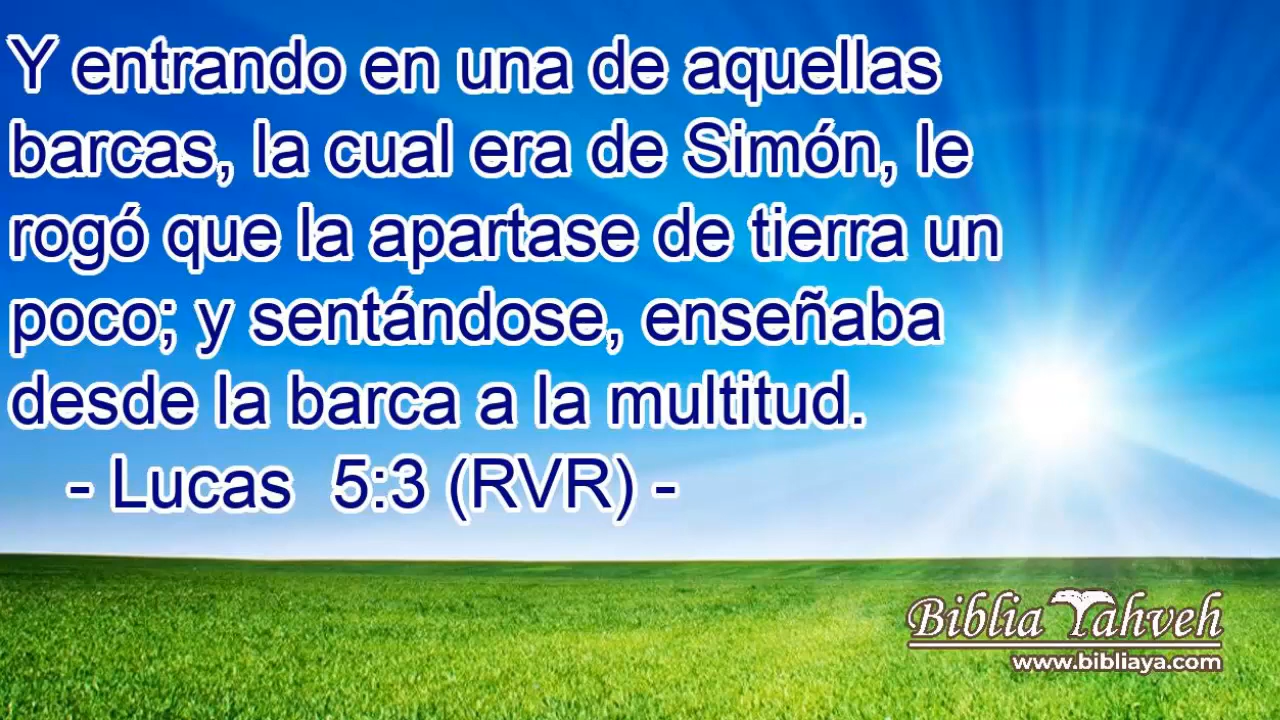 Y entrando en una de aquellas
barcas, la cual era de Simón, le
rogó que la apartase de tierra un
poco; y sentándose, enseñaba
desde la barca a la multitud.
- Lucas  5:3 (RVR) -
Biblia Yahveh
www.bibliaya.com